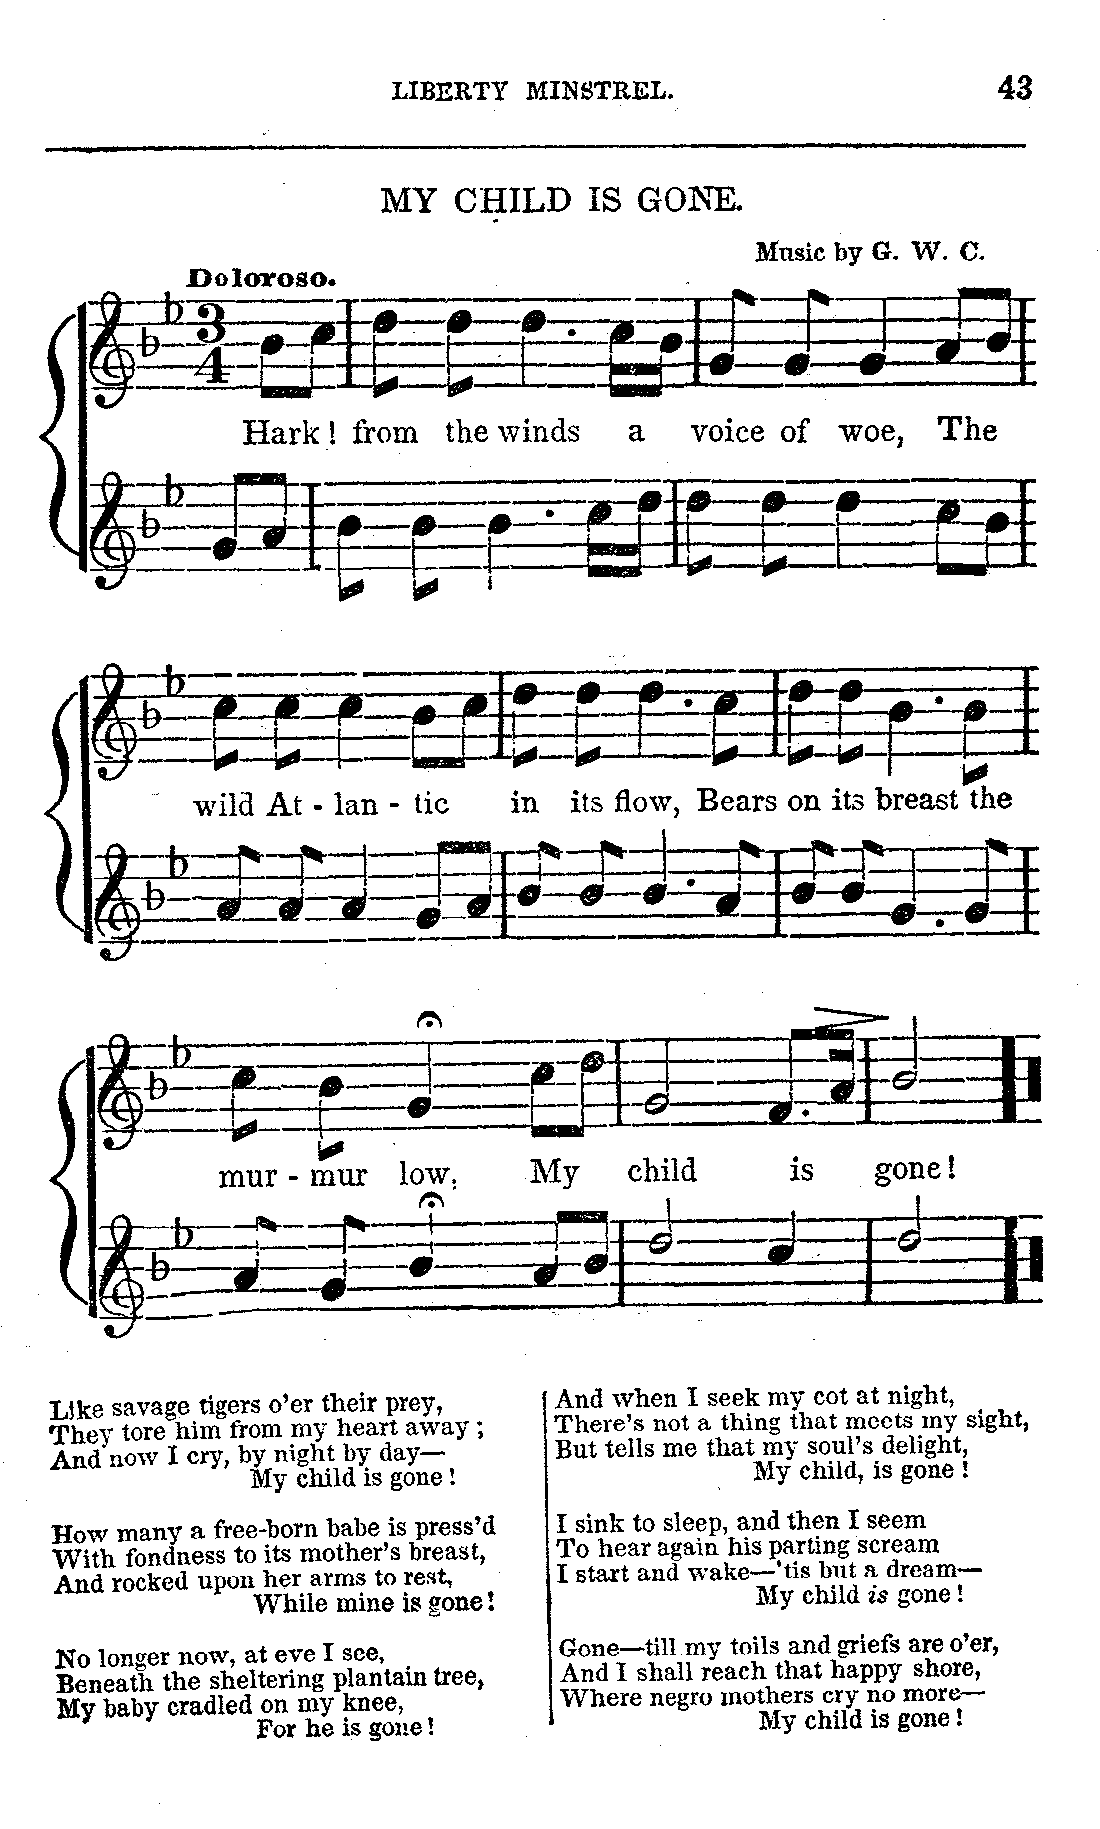 LIBERTY MINSTREL. 43
MY CHILD IS GONE.
Music by G. W. C.
Doloroso.
3
4
Hark! from the winds a voice of woe, The
wild At - lan - tic in its flow, Bears on its breast the
mur - mur low, My child is gone!
Like savage tigers o'er their prey,
They tore him from my heart away;
And now I cry, by night by day—
My child is gone!
How many a free-born babe is press'd
With fondness to its mother's breast,
And rocked upon her arms to rest,
While mine is gone!
No longer now, at eve I see,
Beneath the sheltering plantain tree,
My baby cradled on my knee,
For he is gone!
And when I seek my cot at night,
There's not a thing that meets my sight,
But tells me that my soul's delight,
My child, is gone!
I sink to sleep, and then I seem
To hear again his parting scream
I start and wake—'tis but a dream—
My child is gone!
Gone—till my toils and griefs are o'er,
And I shall reach that happy shore,
Where negro mothers cry no more—
My child is gone!